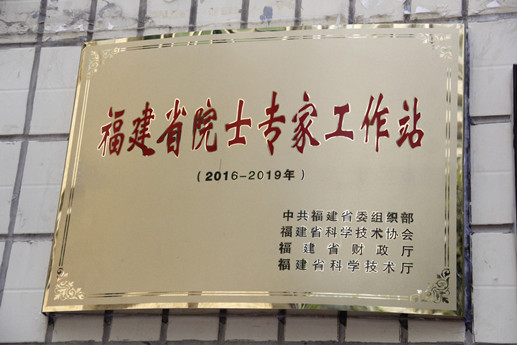 福建省院士专家工作站
(2016-2019年)
中共福建省委组织部
福建省科学技术协会
福建省财政厅
福建省科学技术厅